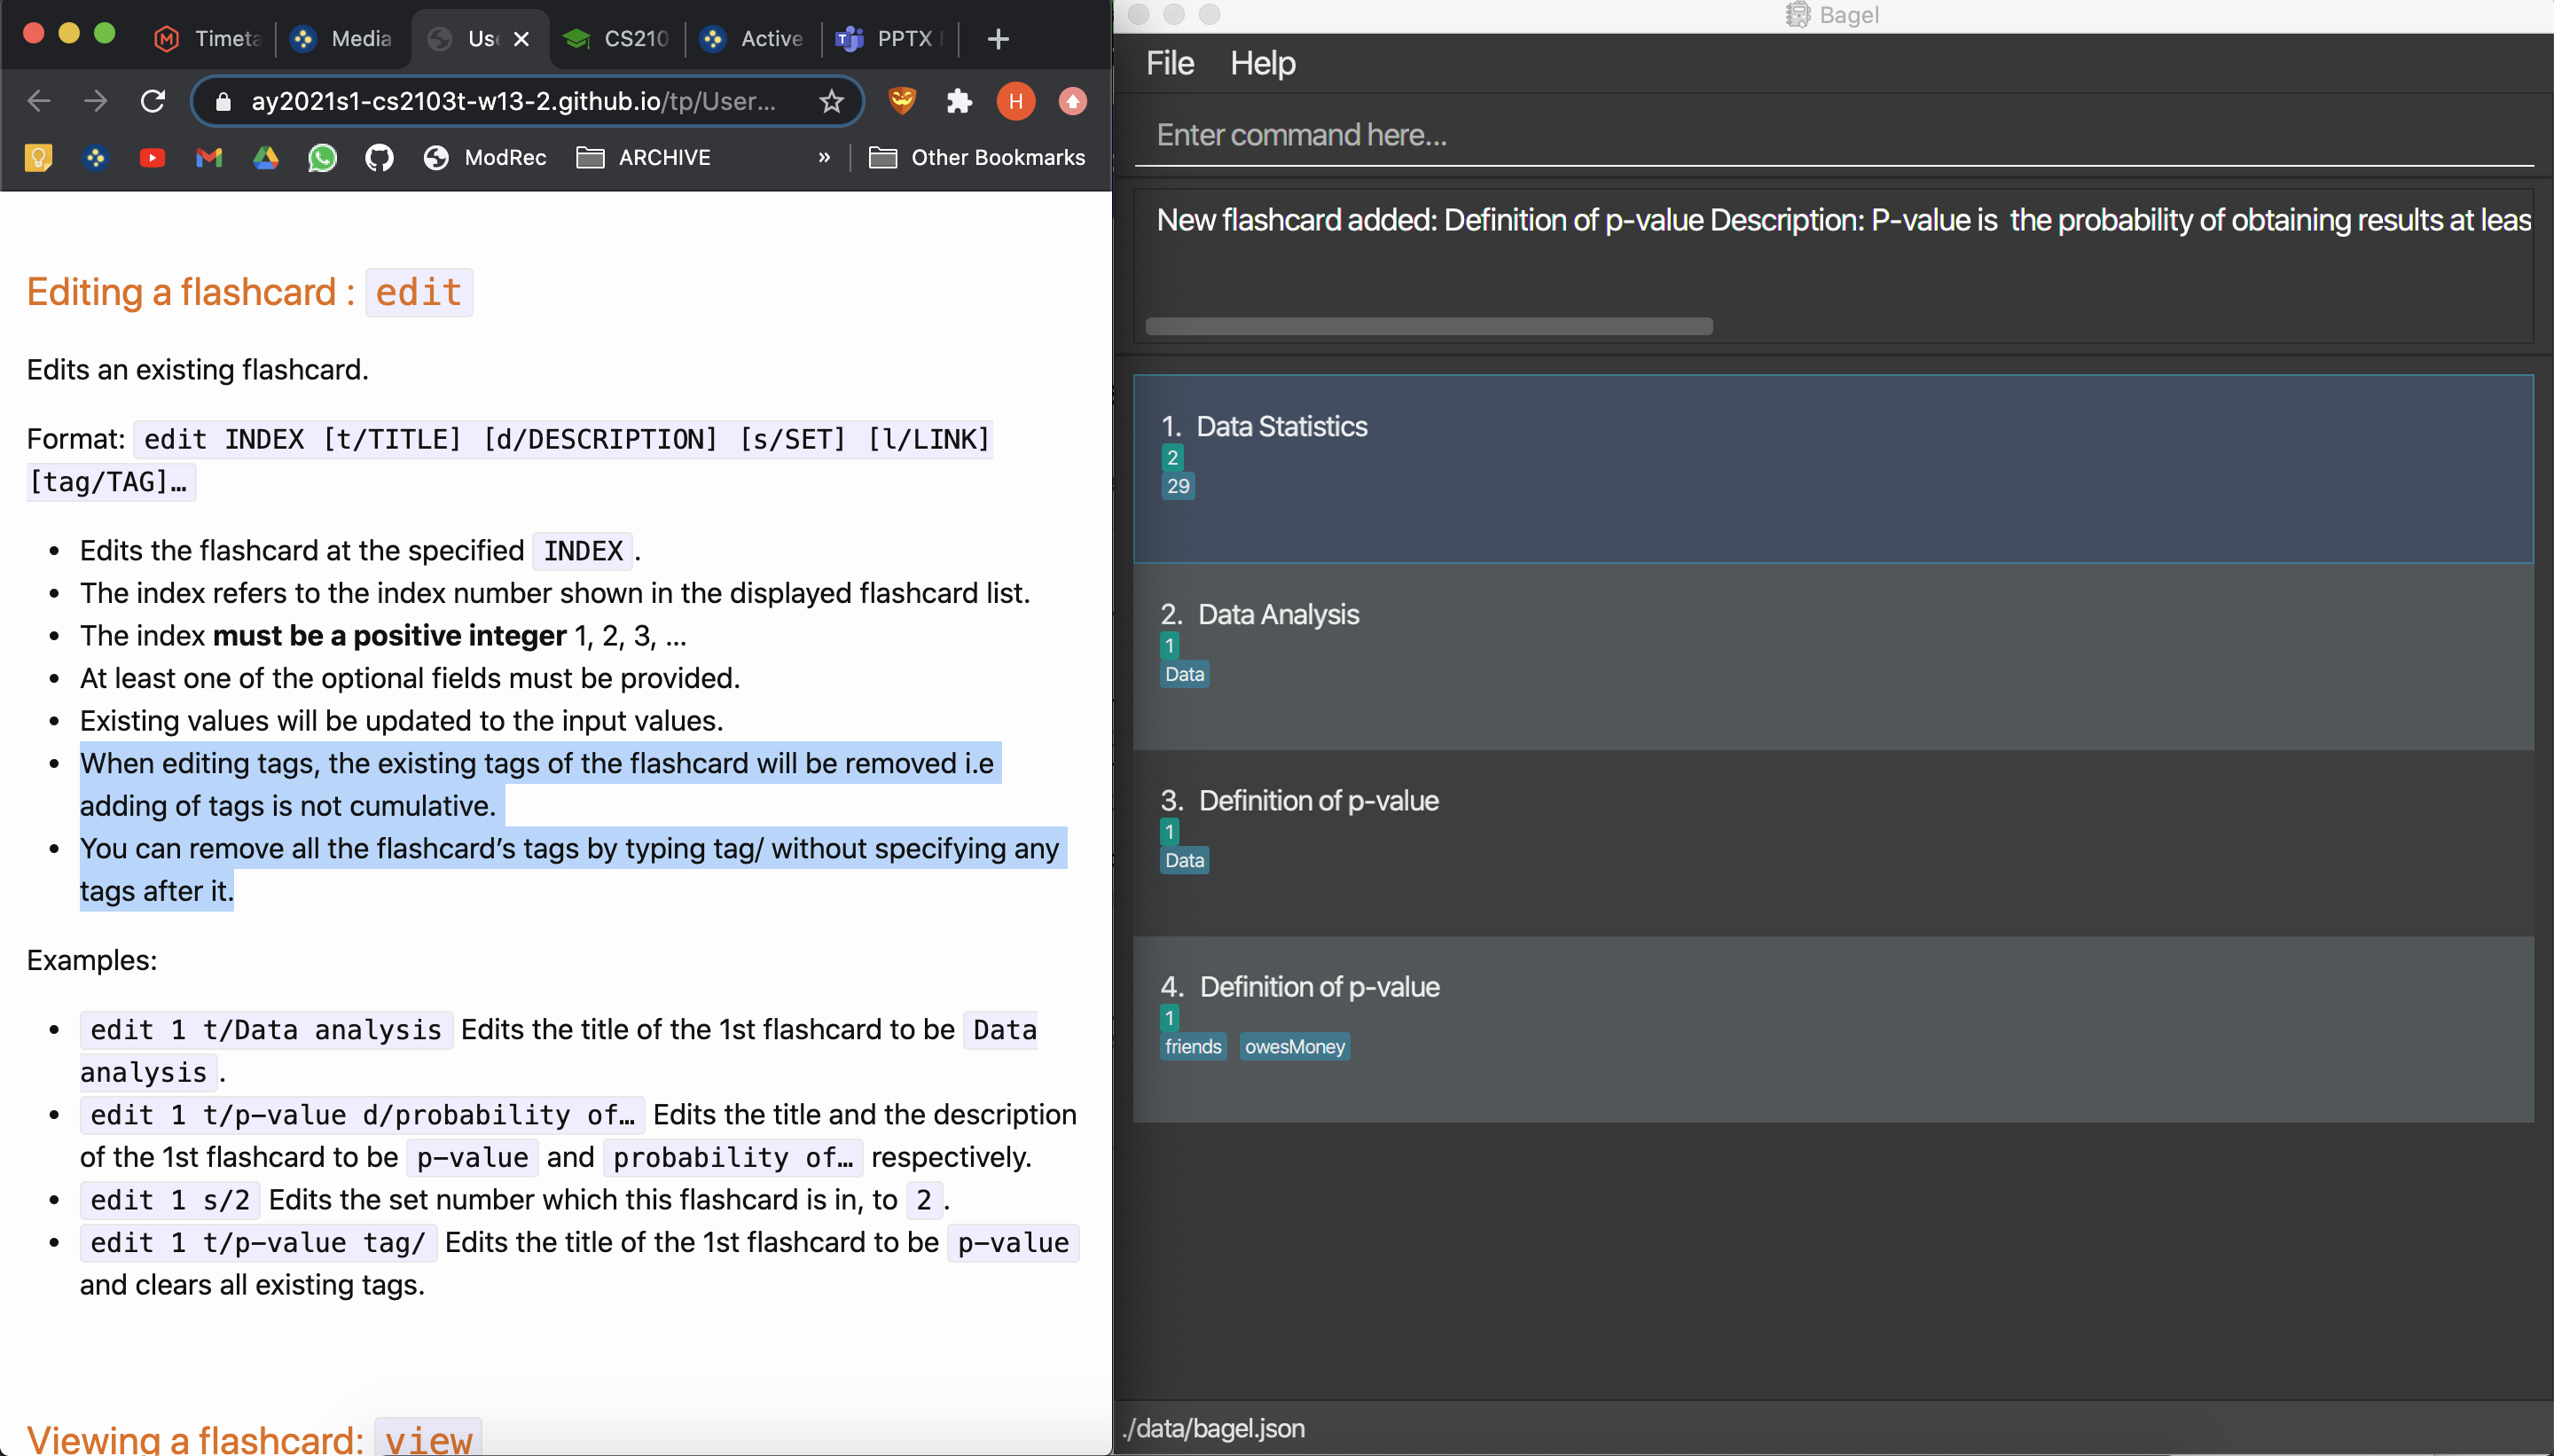 Timeta
Media
Use
CS210
Active
PPTX
ay2021s1-cs2103t-w13-2.github.io/tp/User...
H
ModRec
ARCHIVE
»
Other Bookmarks
Editing a flashcard : edit
Edits an existing flashcard.
Format: edit INDEX [t/TITLE] [d/DESCRIPTION] [s/SET] [l/LINK]
[tag/TAG]…
• Edits the flashcard at the specified INDEX .
• The index refers to the index number shown in the displayed flashcard list.
• The index must be a positive integer 1, 2, 3, …
• At least one of the optional fields must be provided.
• Existing values will be updated to the input values.
• When editing tags, the existing tags of the flashcard will be removed i.e
adding of tags is not cumulative.
• You can remove all the flashcard’s tags by typing tag/ without specifying any
tags after it.
Examples:
• edit 1 t/Data analysis Edits the title of the 1st flashcard to be Data
analysis .
• edit 1 t/p-value d/probability of… Edits the title and the description
of the 1st flashcard to be p-value and probability of… respectively.
• edit 1 s/2 Edits the set number which this flashcard is in, to 2 .
• edit 1 t/p-value tag/ Edits the title of the 1st flashcard to be p-value
and clears all existing tags.
Viewing a flashcard: view
Bagel
File Help
Enter command here...
New flashcard added: Definition of p-value Description: P-value is  the probability of obtaining results at leas
1. Data Statistics
2
29
2. Data Analysis
1
Data
3. Definition of p-value
1
Data
4. Definition of p-value
1
friends owesMoney
./data/bagel.json